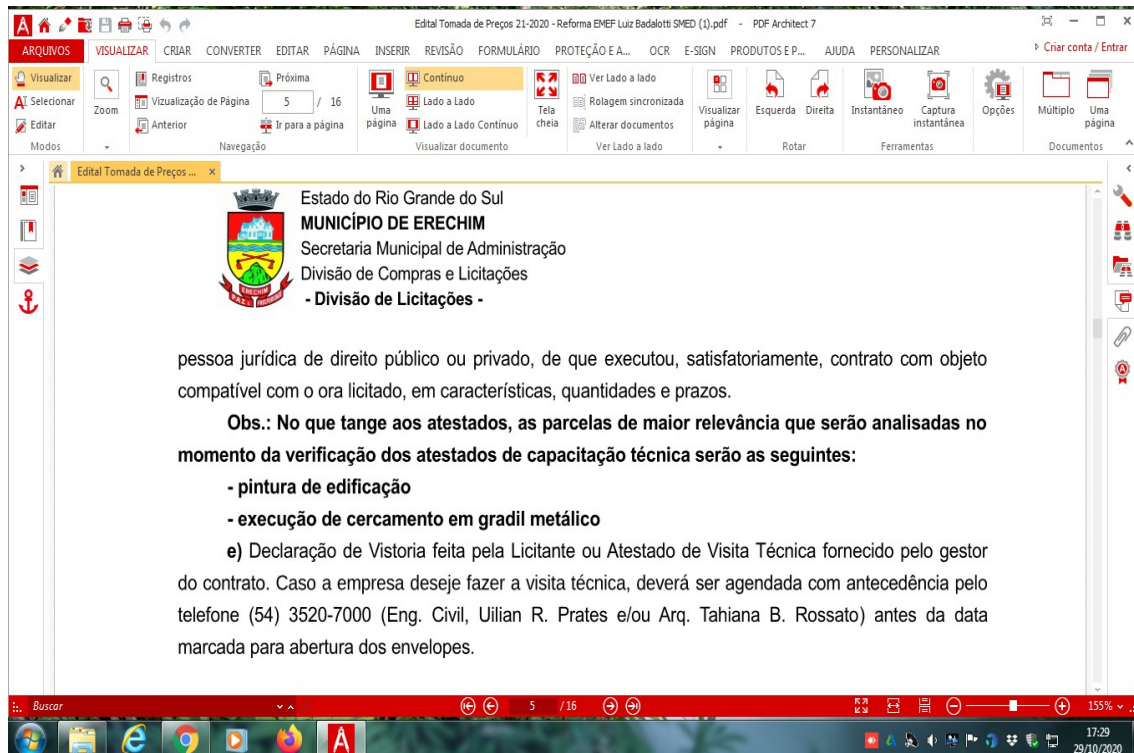 Edital Tomada de Preços 21-2020 - Reforma EMEF Luiz Badalotti SMED (1).pdf - PDF Architect 7
ARQUIVOS VISUALIZAR CRIAR CONVERTER EDITAR PÁGINA INSERIR REVISÃO FORMULÁRIO PROTEÇÃO E A... OCR E-SIGN PRODUTOS E P... AJUDA PERSONALIZAR Criar conta / Entrar
Visualizar
Selecionar
Editar
Modos
Zoom
Registros
Vizualização de Página
Anterior
Próxima
5 / 16
Ir para a página
Navegação
Uma página
Contínuo
Lado a Lado
Lado a Lado Contínuo
Visualizar documento
Tela cheia
Ver Lado a lado
Rolagem sincronizada
Alterar documentos
Ver Lado a lado
Visualizar página
Esquerda Direita
Rotar
Instantâneo Captura instantânea
Ferramentas
Opções
Múltiplo Uma página
Documentos
Edital Tomada de Preços ... x
Estado do Rio Grande do Sul
MUNICÍPIO DE ERECHIM
Secretaria Municipal de Administração
Divisão de Compras e Licitações
- Divisão de Licitações -
ERECHIM
pessoa jurídica de direito público ou privado, de que executou, satisfatoriamente, contrato com objeto
compatível com o ora licitado, em características, quantidades e prazos.
Obs.: No que tange aos atestados, as parcelas de maior relevância que serão analisadas no
momento da verificação dos atestados de capacitação técnica serão as seguintes:
- pintura de edificação
- execução de cercamento em gradil metálico
e) Declaração de Vistoria feita pela Licitante ou Atestado de Visita Técnica fornecido pelo gestor
do contrato. Caso a empresa deseje fazer a visita técnica, deverá ser agendada com antecedência pelo
telefone (54) 3520-7000 (Eng. Civil, Uilian R. Prates e/ou Arq. Tahiana B. Rossato) antes da data
marcada para abertura dos envelopes.
Buscar 5 /16 155%
17:29
29/10/2020